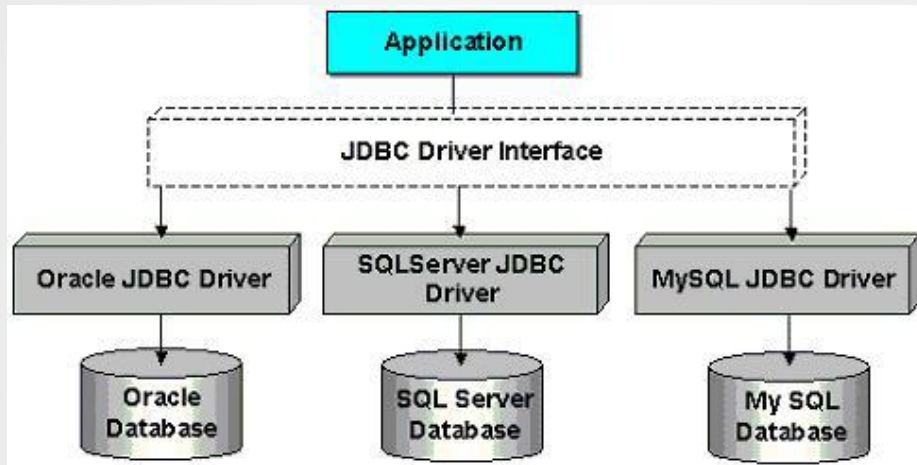 Application
JDBC Driver Interface
Oracle JDBC Driver
SQLServer JDBC
Driver
MySQL JDBC Driver
Oracle
Database
SQL Server
Database
My SQL
Database